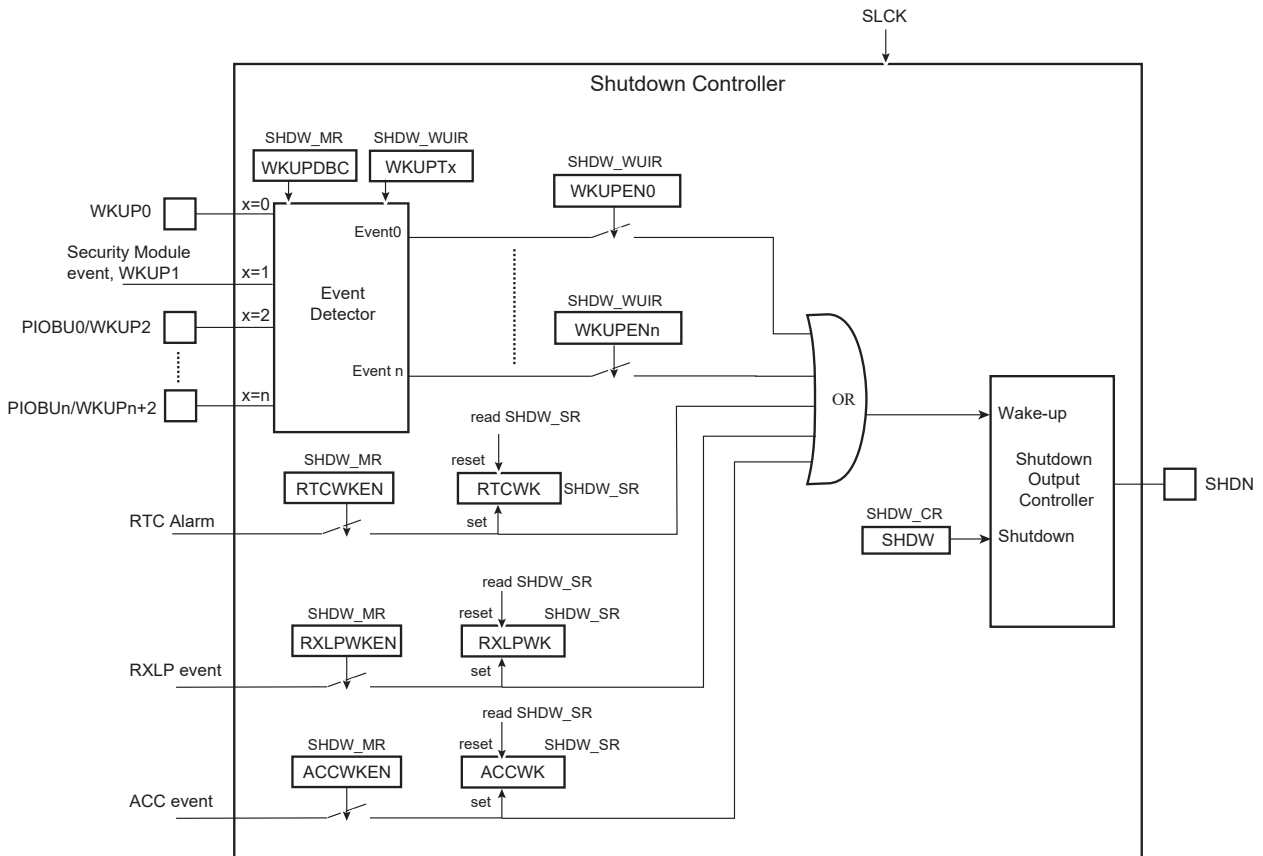 SLCK
Shutdown Controller
SHDW_MR
SHDW_WUIR
WKUPDBC
WKUPTx
SHDW_WUIR
WKUPEN0
WKUP0
x=0
Event0
Security Module
event, WKUP1
x=1
Event
Detector
PIOBU0/WKUP2
x=2
SHDW_WUIR
WKUPENn
Event n
PIOBUn/WKUPn+2
x=n
OR
Wake-up
Shutdown
Output
Controller
SHDN
SHDW_CR
SHDW
Shutdown
read SHDW_SR
SHDW_MR
reset
RTCWKEN
RTCWK
SHDW_SR
RTC Alarm
set
read SHDW_SR
SHDW_MR
reset
SHDW_SR
RXLPWKEN
RXLPWK
RXLP event
set
read SHDW_SR
SHDW_MR
reset
SHDW_SR
ACCWKEN
ACCWK
ACC event
set